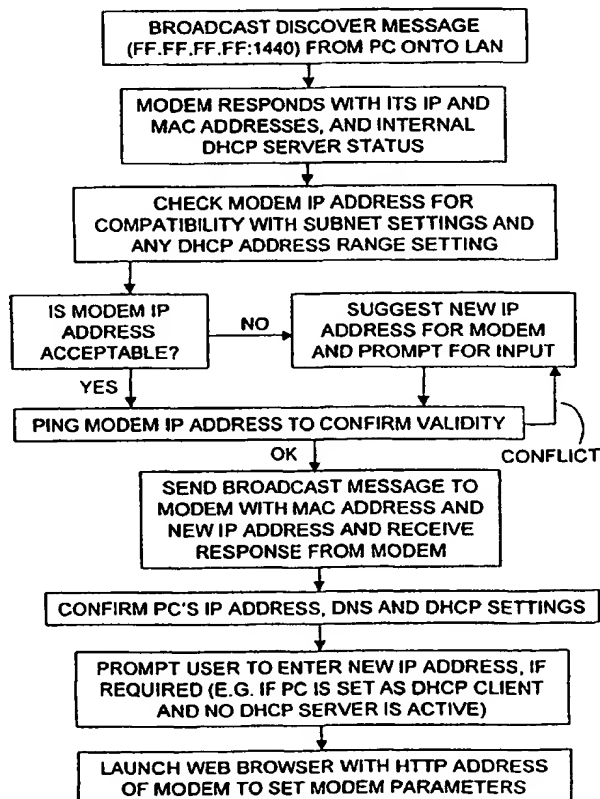 BROADCAST DISCOVER MESSAGE
(FF.FF.FF.FF:1440) FROM PC ONTO LAN
MODEM RESPONDS WITH ITS IP AND
MAC ADDRESSES, AND INTERNAL
DHCP SERVER STATUS
CHECK MODEM IP ADDRESS FOR
COMPATIBILITY WITH SUBNET SETTINGS AND
ANY DHCP ADDRESS RANGE SETTING
IS MODEM IP
ADDRESS
ACCEPTABLE?
NO
SUGGEST NEW IP
ADDRESS FOR MODEM
AND PROMPT FOR INPUT
YES
PING MODEM IP ADDRESS TO CONFIRM VALIDITY
CONFLICT
OK
SEND BROADCAST MESSAGE TO
MODEM WITH MAC ADDRESS AND
NEW IP ADDRESS AND RECEIVE
RESPONSE FROM MODEM
CONFIRM PC'S IP ADDRESS, DNS AND DHCP SETTINGS
PROMPT USER TO ENTER NEW IP ADDRESS, IF
REQUIRED (E.G. IF PC IS SET AS DHCP CLIENT
AND NO DHCP SERVER IS ACTIVE)
LAUNCH WEB BROWSER WITH HTTP ADDRESS
OF MODEM TO SET MODEM PARAMETERS